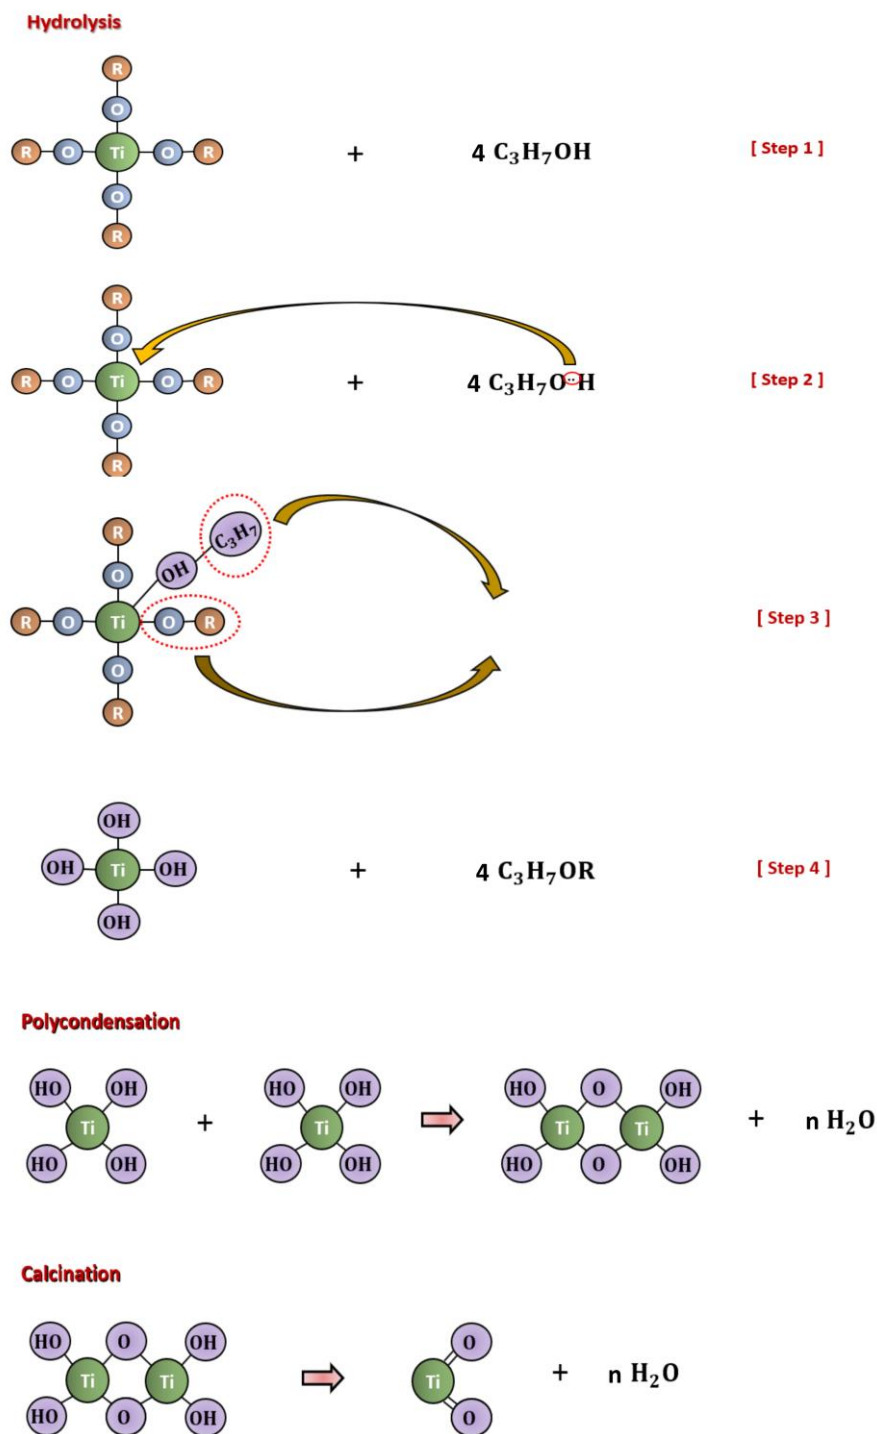 Hydrolysis
R
O
R O Ti O R + 4 C₃H₇OH [ Step 1 ]
O
R
R
O
R O Ti O R + 4 C₃H₇O··H [ Step 2 ]
O
R
C₃H₇
R
OH
O
R O Ti O R [ Step 3 ]
O
R
OH
OH Ti OH + 4 C₃H₇OR [ Step 4 ]
OH
Polycondensation
HO OH HO OH HO O OH
Ti + Ti Ti Ti + n H₂O
HO OH HO OH HO O OH
Calcination
HO O OH O
Ti Ti Ti + n H₂O
HO O OH O